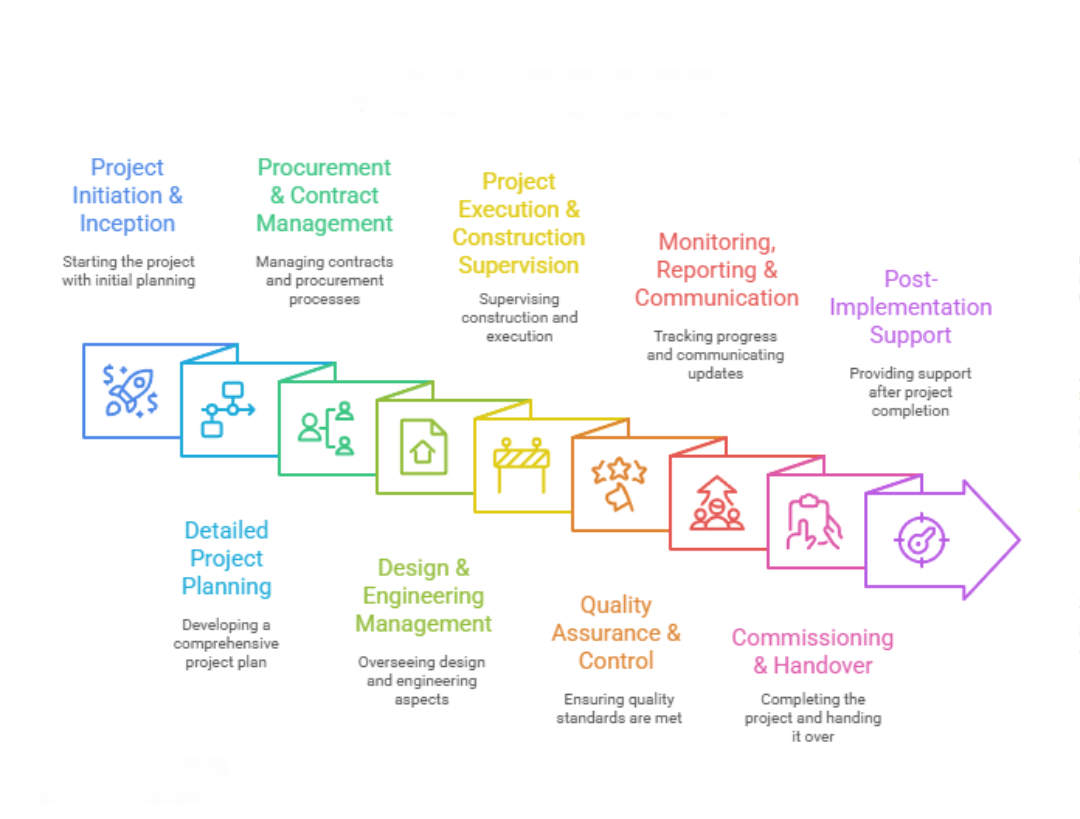 Project
Initiation &
Inception
Starting the project
with initial planning
Detailed
Project
Planning
Developing a
comprehensive
project plan
Procurement
& Contract
Management
Managing contracts
and procurement
processes
Design &
Engineering
Management
Overseeing design
and engineering
aspects
Project
Execution &
Construction
Supervision
Supervising
construction and
execution
Quality
Assurance &
Control
Ensuring quality
standards are met
Monitoring,
Reporting &
Communication
Tracking progress
and communicating
updates
Commissioning
& Handover
Completing the
project and handing
it over
Post-
Implementation
Support
Providing support
after project
completion